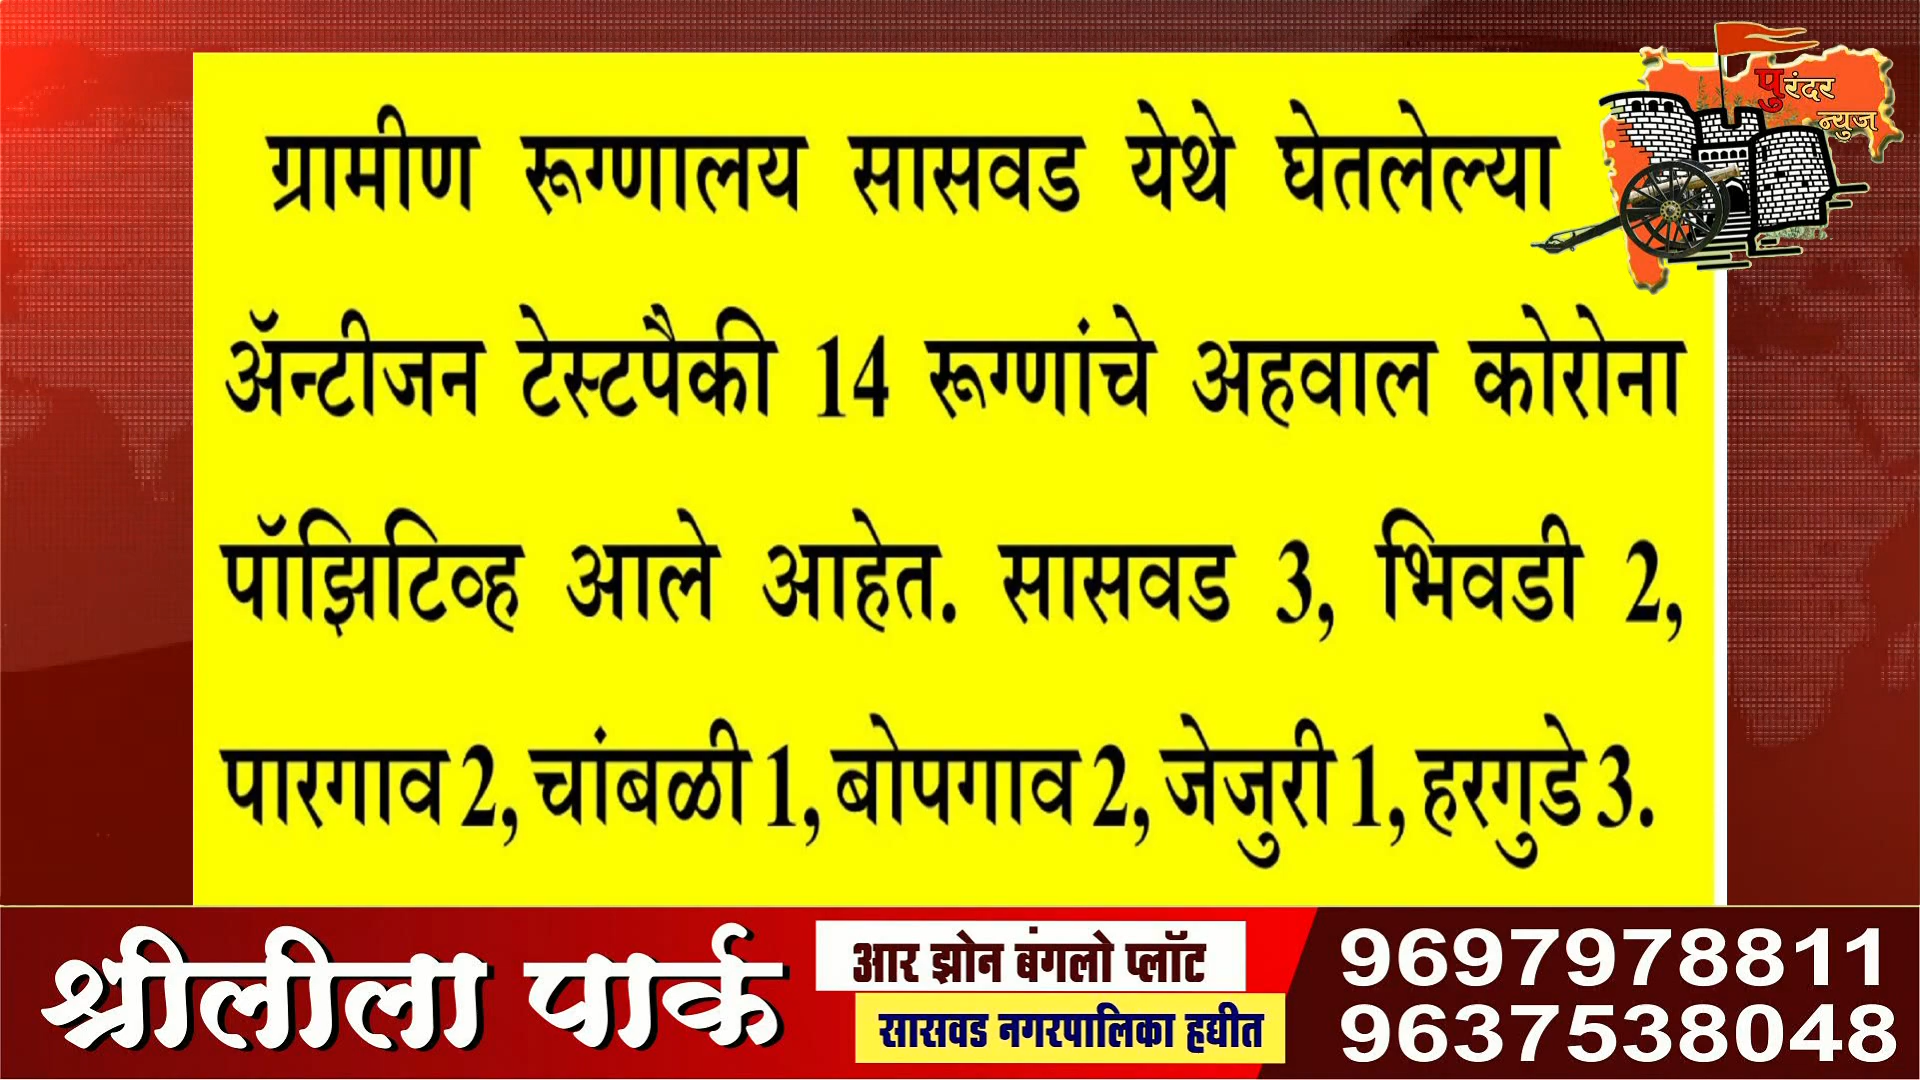 पुरंदर
न्युज
ग्रामीण रूग्णालय सासवड येथे घेतलेल्या
ॲन्टीजन टेस्टपैकी 14 रूग्णांचे अहवाल कोरोना
पॉझिटिव्ह आले आहेत. सासवड 3, भिवडी 2,
पारगाव 2, चांबळी 1, बोपगाव 2, जेजुरी 1, हरगुडे 3.
श्रीलीला पार्क
आर झोन बंगलो प्लॉट
सासवड नगरपालिका हद्यीत
9697978811
9637538048